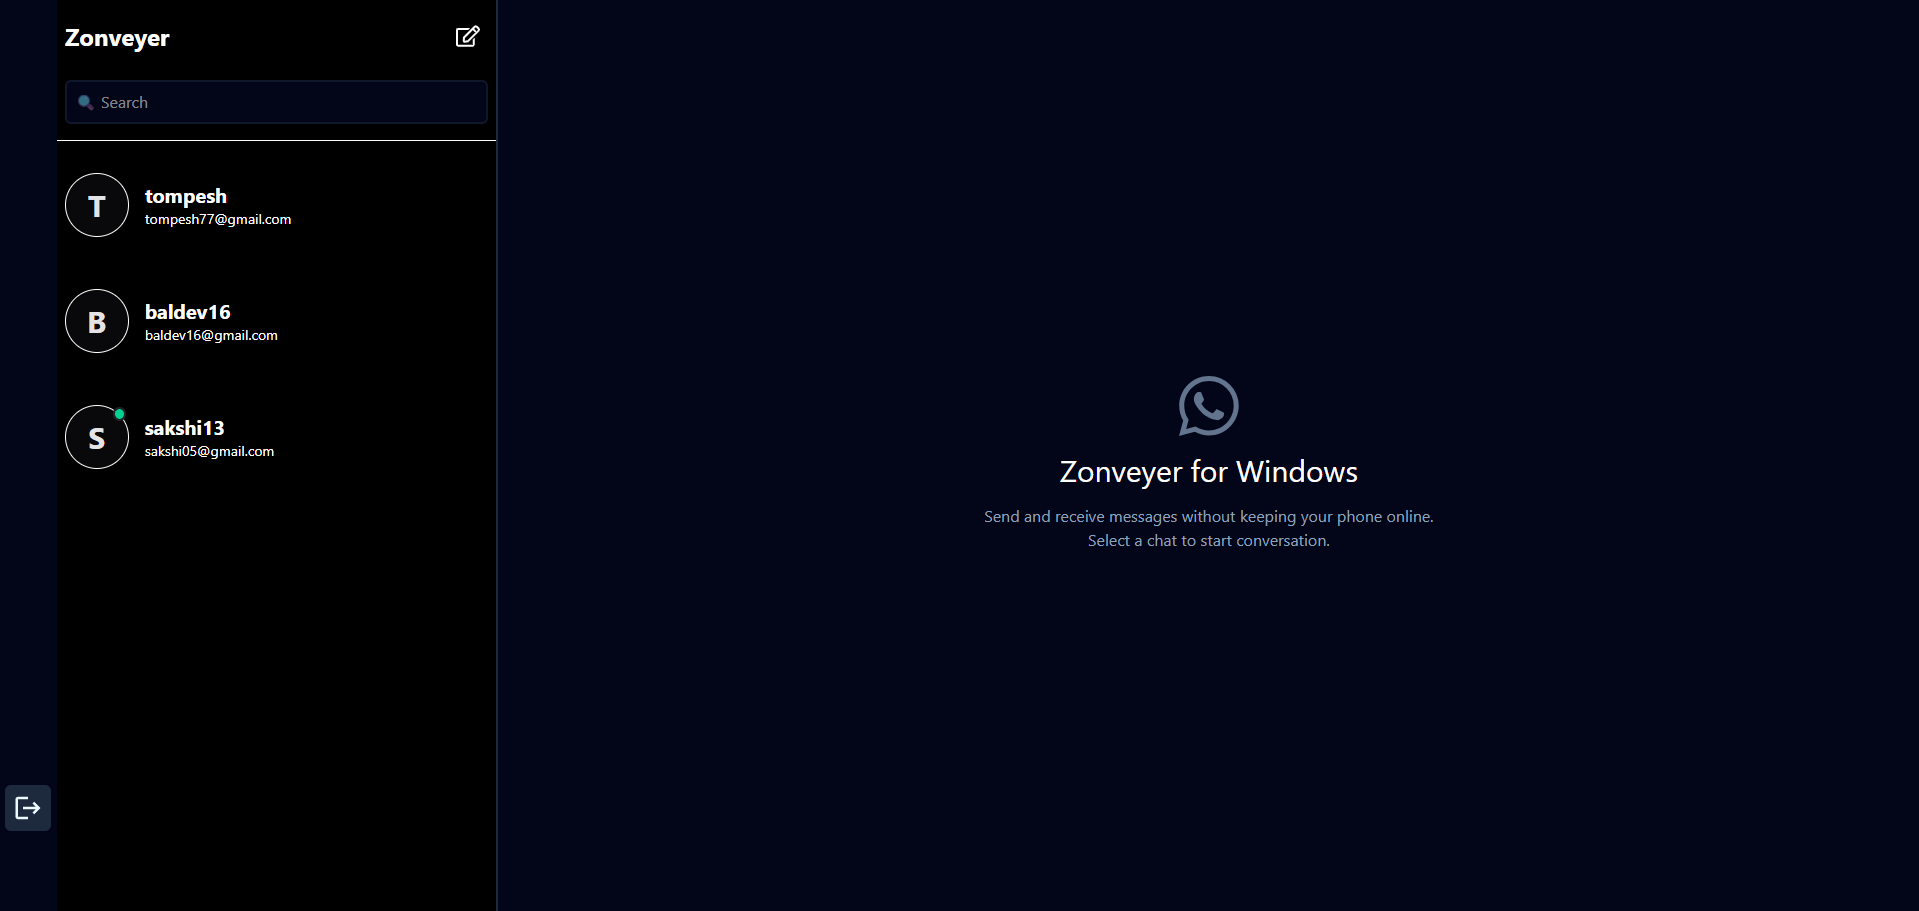 Zonveyer
Search
T
tompesh
tompesh77@gmail.com
B
baldev16
baldev16@gmail.com
S
sakshi13
sakshi05@gmail.com
Zonveyer for Windows
Send and receive messages without keeping your phone online.
Select a chat to start conversation.